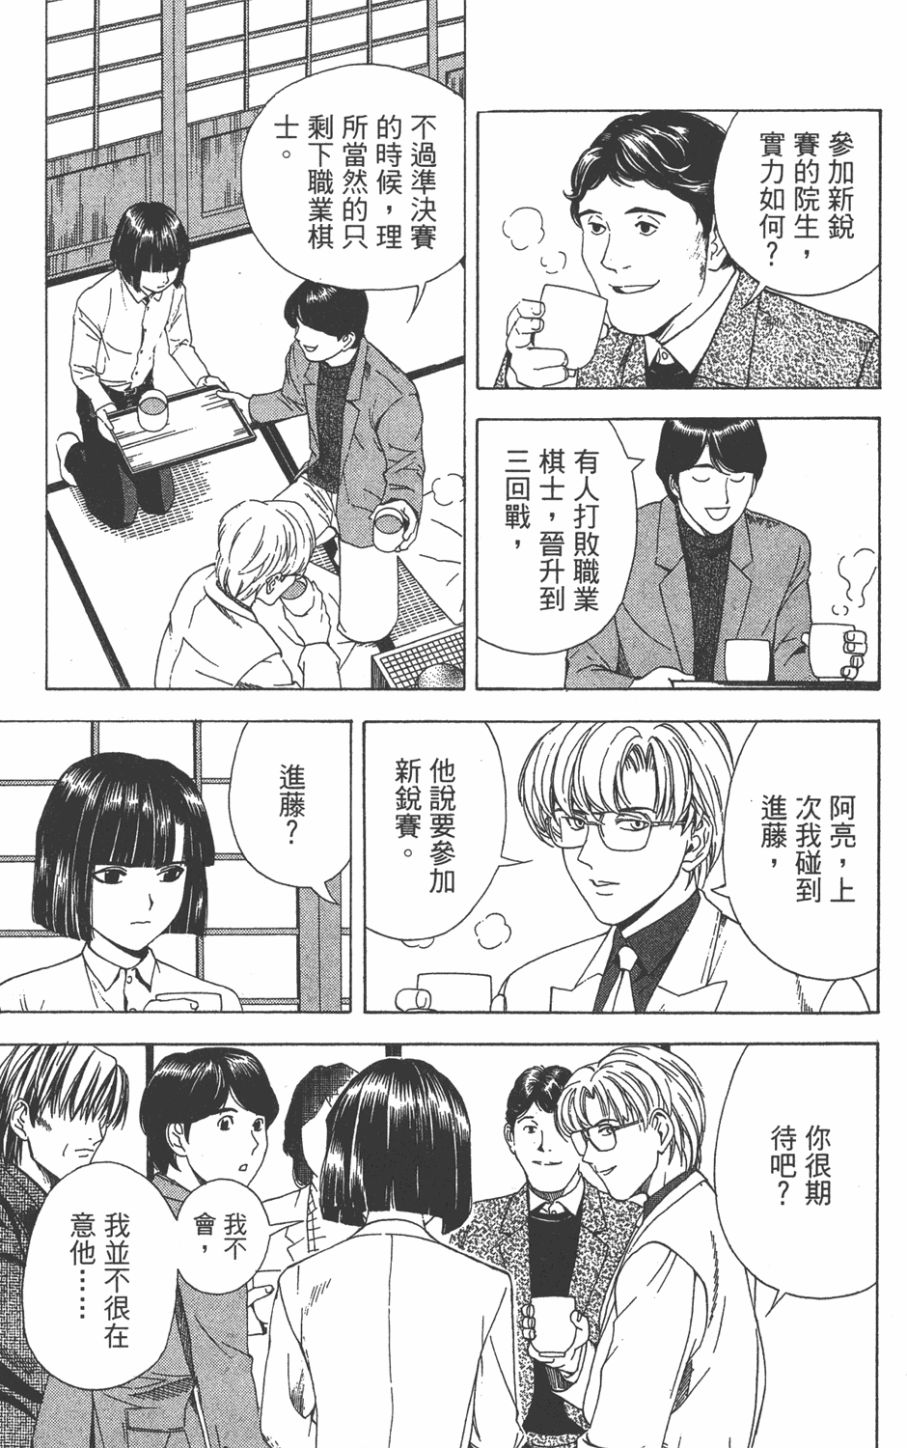 參加新銳
賽的院生，
實力如何？
有人打敗職業
棋士，晉升到
三回戰，
不過準決賽
的時候，理
所當然的只
剩下職業棋
士。
阿亮，上
次我碰到
進藤，
他說要參加
新銳賽。
進藤？
你很期
待吧？
我不
會，
我並不很在
意他……